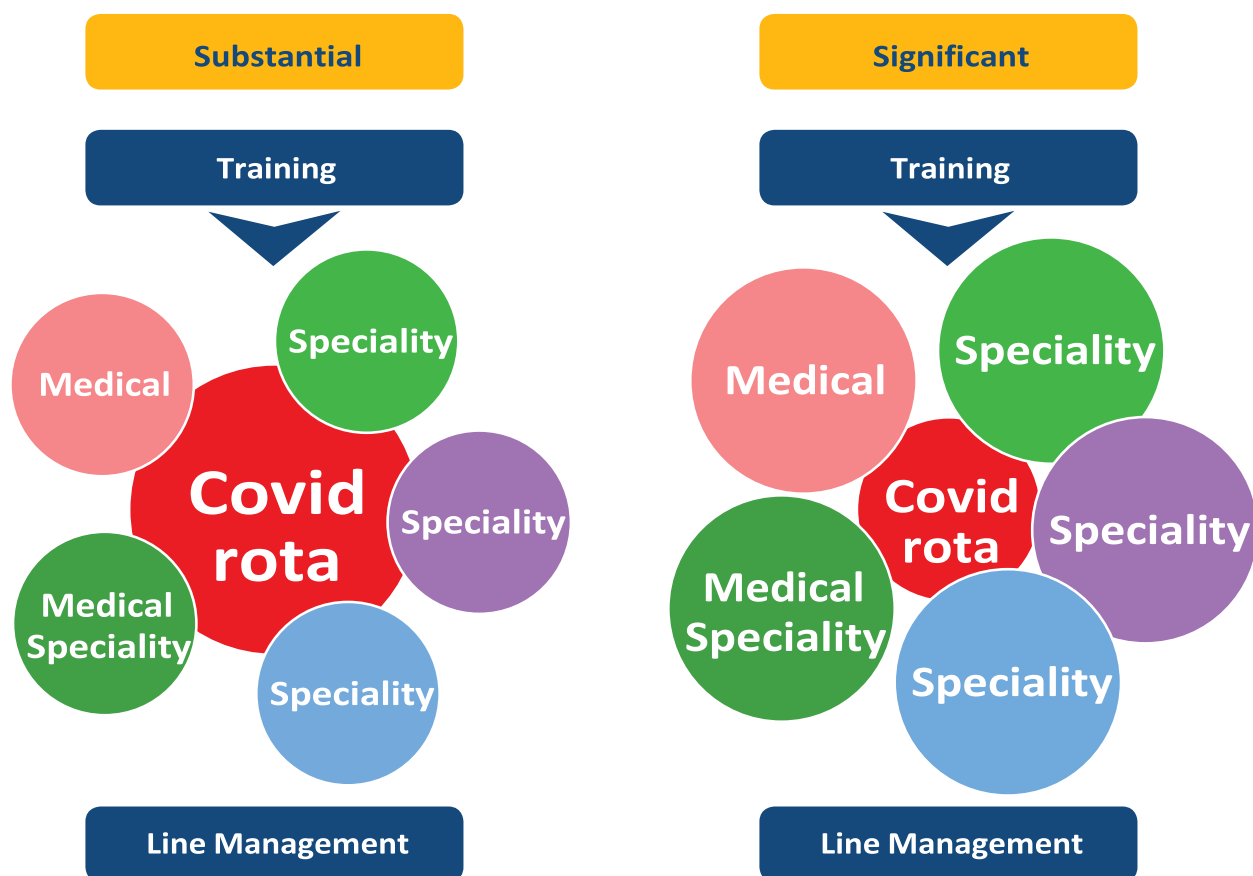 Substantial
Training
Speciality
Medical
Covid
rota
Speciality
Medical
Speciality
Speciality
Line Management
Significant
Training
Speciality
Medical
Covid
rota
Speciality
Medical
Speciality
Speciality
Line Management